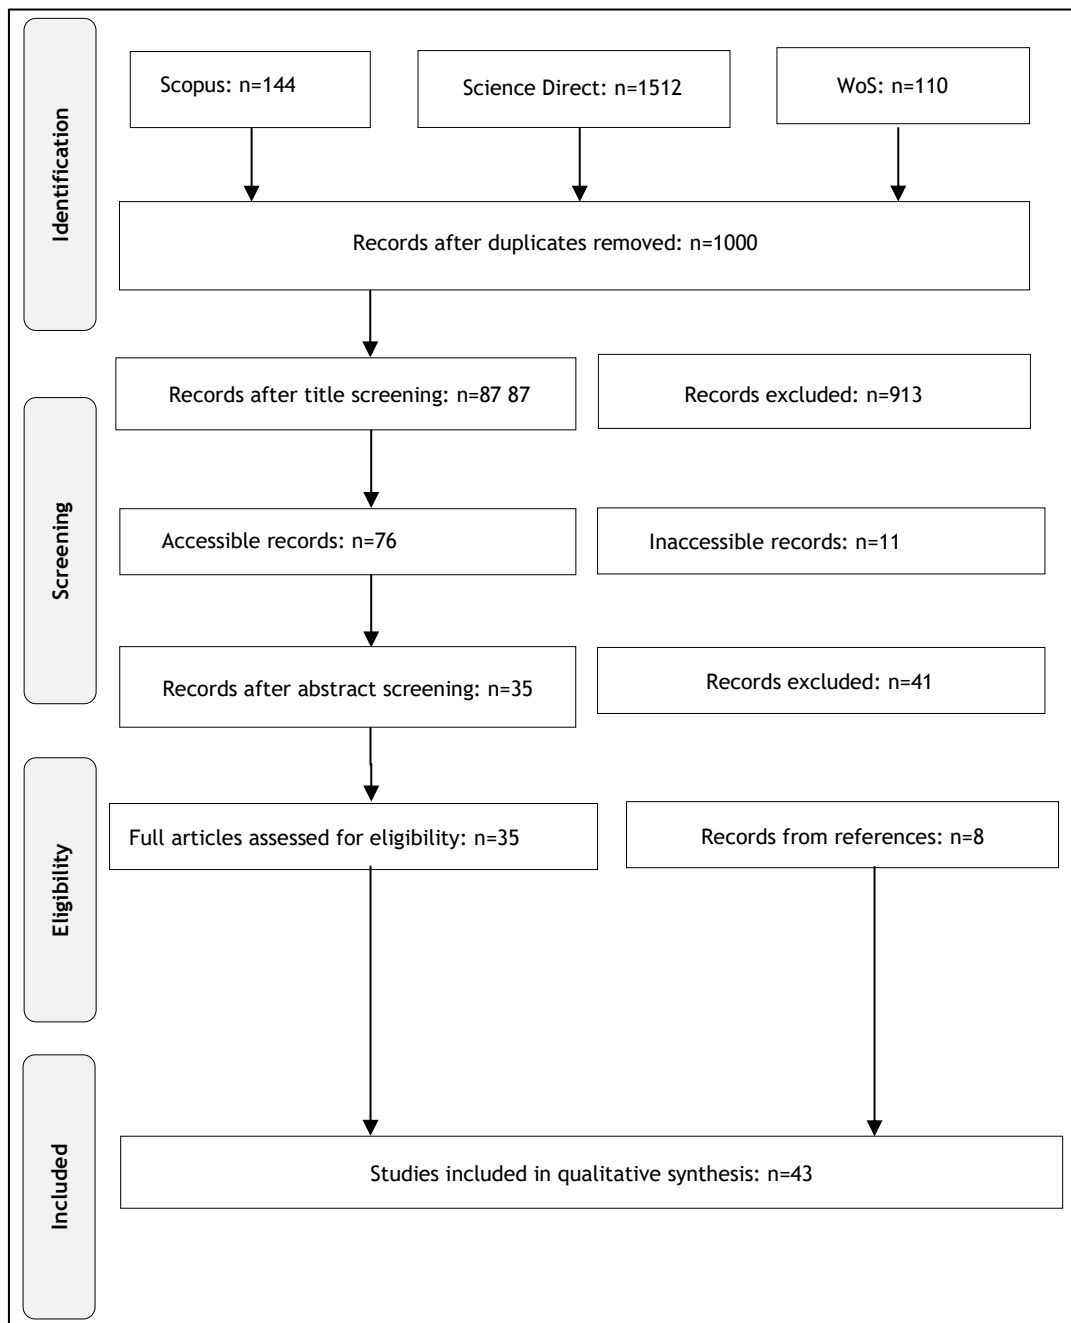 Identification
Scopus: n=144
Science Direct: n=1512
WoS: n=110
Records after duplicates removed: n=1000
Screening
Records after title screening: n=87 87
Records excluded: n=913
Accessible records: n=76
Inaccessible records: n=11
Records after abstract screening: n=35
Records excluded: n=41
Eligibility
Full articles assessed for eligibility: n=35
Records from references: n=8
Included
Studies included in qualitative synthesis: n=43